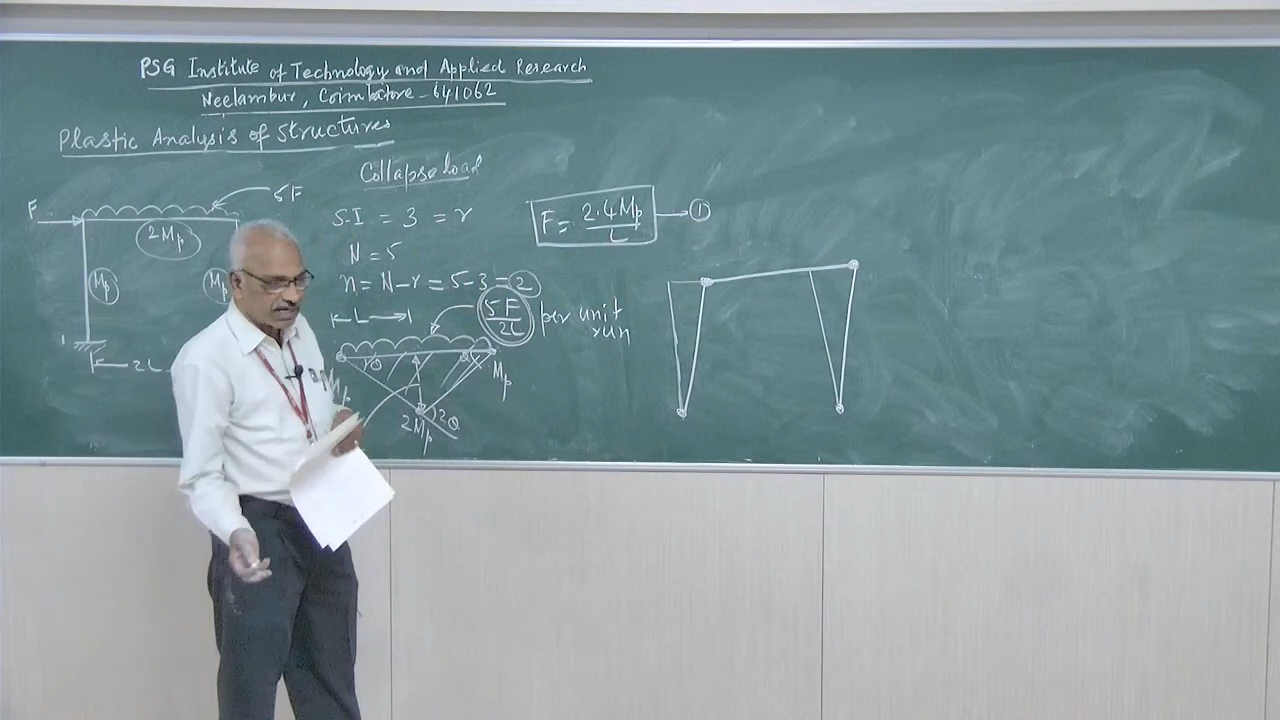 PSG Institute of Technology and Applied Research
Neelambur, Coimbatore - 641062
Plastic Analysis of Structures
Collapse load
F
5F
2Mp
Mp
Mp
1
2L
S.I = 3 = r
N = 5
n = N-r = 5-3 = 2
L
5F/2L per unit run
θ
Mp
2Mp
2θ
F = 2.4Mp/L → ①